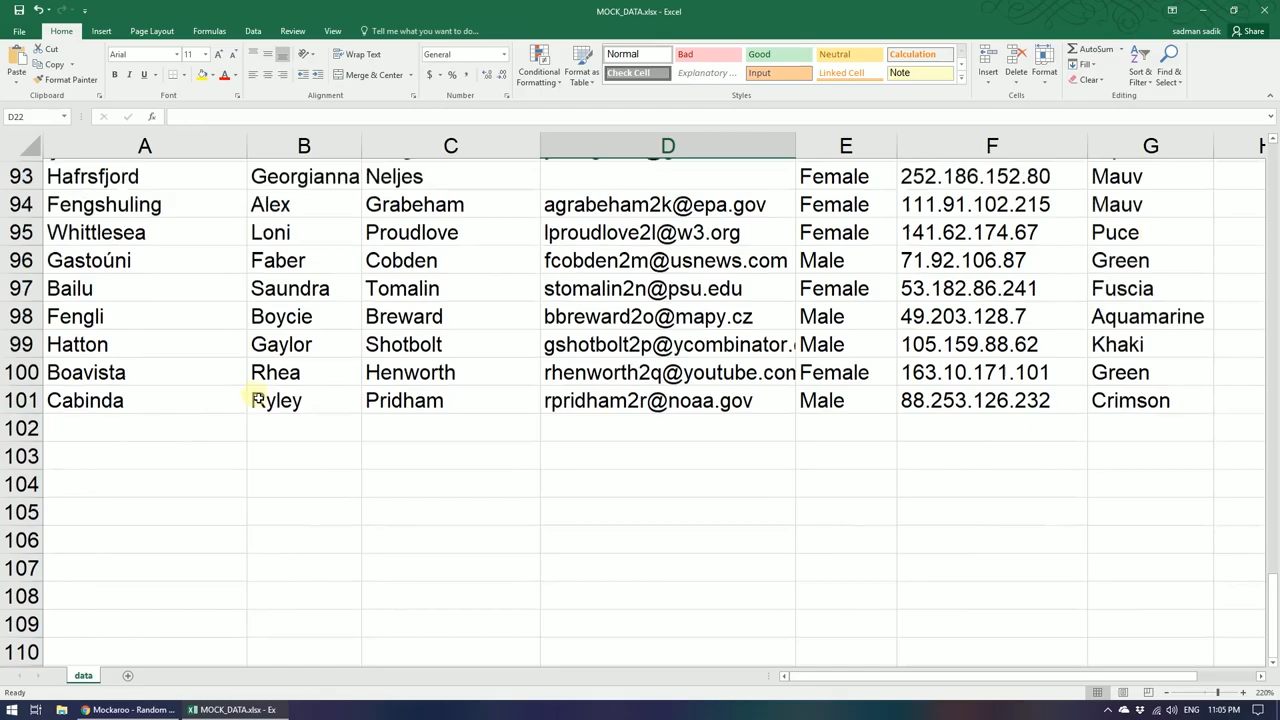 MOCK_DATA.xlsx - Excel
File Home Insert Page Layout Formulas Data Review View Tell me what you want to do... sadman sadik Share
Paste Cut Copy Format Painter Clipboard
Arial 11 B I U Font
Wrap Text Merge & Center Alignment
General $ % , Number
Conditional Formatting Format as Table Normal Bad Good Neutral Calculation
Check Cell Explanatory ... Input Linked Cell Note Styles
Insert Delete Format Cells
AutoSum Fill Clear Sort & Filter Find & Select Editing
D22 fx
A B C D E F G
93 Hafrsfjord Georgianna Neljes Female 252.186.152.80 Mauv
94 Fengshuling Alex Grabeham agrabeham2k@epa.gov Female 111.91.102.215 Mauv
95 Whittlesea Loni Proudlove lproudlove2l@w3.org Female 141.62.174.67 Puce
96 Gastoúni Faber Cobden fcobden2m@usnews.com Male 71.92.106.87 Green
97 Bailu Saundra Tomalin stomalin2n@psu.edu Female 53.182.86.241 Fuscia
98 Fengli Boycie Breward bbreward2o@mapy.cz Male 49.203.128.7 Aquamarine
99 Hatton Gaylor Shotbolt gshotbolt2p@ycombinator. Male 105.159.88.62 Khaki
100 Boavista Rhea Henworth rhenworth2q@youtube.com Female 163.10.171.101 Green
101 Cabinda Ryley Pridham rpridham2r@noaa.gov Male 88.253.126.232 Crimson
102
103
104
105
106
107
108
109
110
data
Ready 220%
Mockaroo - Random ... MOCK_DATA.xlsx - Ex 11:05 PM